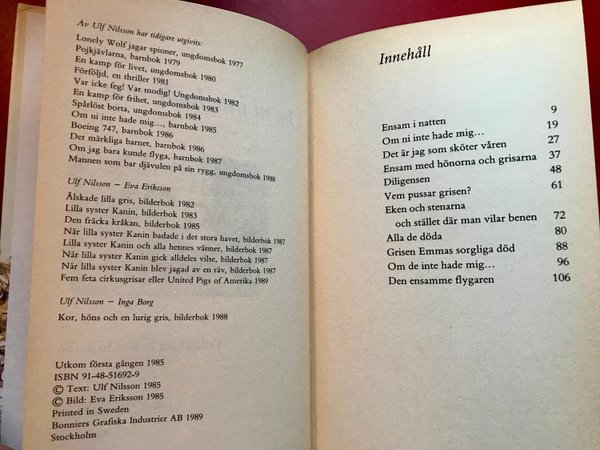 Av Ulf Nilsson har tidigare utgivits:
Lonely Wolf jagar spioner, ungdomsbok 1977
Pojkjävlarna, barnbok 1979
En kamp för livet, ungdomsbok 1980
Förföljd, en thriller 1981
Var icke feg! Var modig! Ungdomsbok 1982
En kamp för frihet, ungdomsbok 1983
Spårlöst borta, ungdomsbok 1984
Om ni inte hade mig..., barnbok 1985
Boeing 747, barnbok 1986
Det märkliga barnet, barnbok 1986
Om jag bara kunde flyga, barnbok 1987
Mannen som bar djävulen på sin rygg, ungdomsbok 1988
Ulf Nilsson – Eva Eriksson
Älskade lilla gris, bilderbok 1982
Lilla syster Kanin, bilderbok 1983
Den fräcka kråkan, bilderbok 1985
När lilla syster Kanin badade i det stora havet, bilderbok 1987
Lilla syster Kanin och alla hennes vänner, bilderbok 1987
När lilla syster Kanin gick alldeles vilse, bilderbok 1987
När lilla syster Kanin blev jagad av en räv, bilderbok 1987
Fem feta cirkusgrisar eller United Pigs of Amerika 1989
Ulf Nilsson – Inga Borg
Kor, höns och en lurig gris, bilderbok 1988
Utkom första gången 1985
ISBN 91-48-51692-9
© Text: Ulf Nilsson 1985
© Bild: Eva Eriksson 1985
Printed in Sweden
Bonniers Grafiska Industrier AB 1989
Stockholm
Innehåll
Ensam i natten 9
Om ni inte hade mig... 19
Det är jag som sköter våren 27
Ensam med hönorna och grisarna 37
Diligensen 48
Vem pussar grisen? 61
Eken och stenarna
och stället där man vilar benen 72
Alla de döda 80
Grisen Emmas sorgliga död 88
Om de inte hade mig... 96
Den ensamme flygaren 106